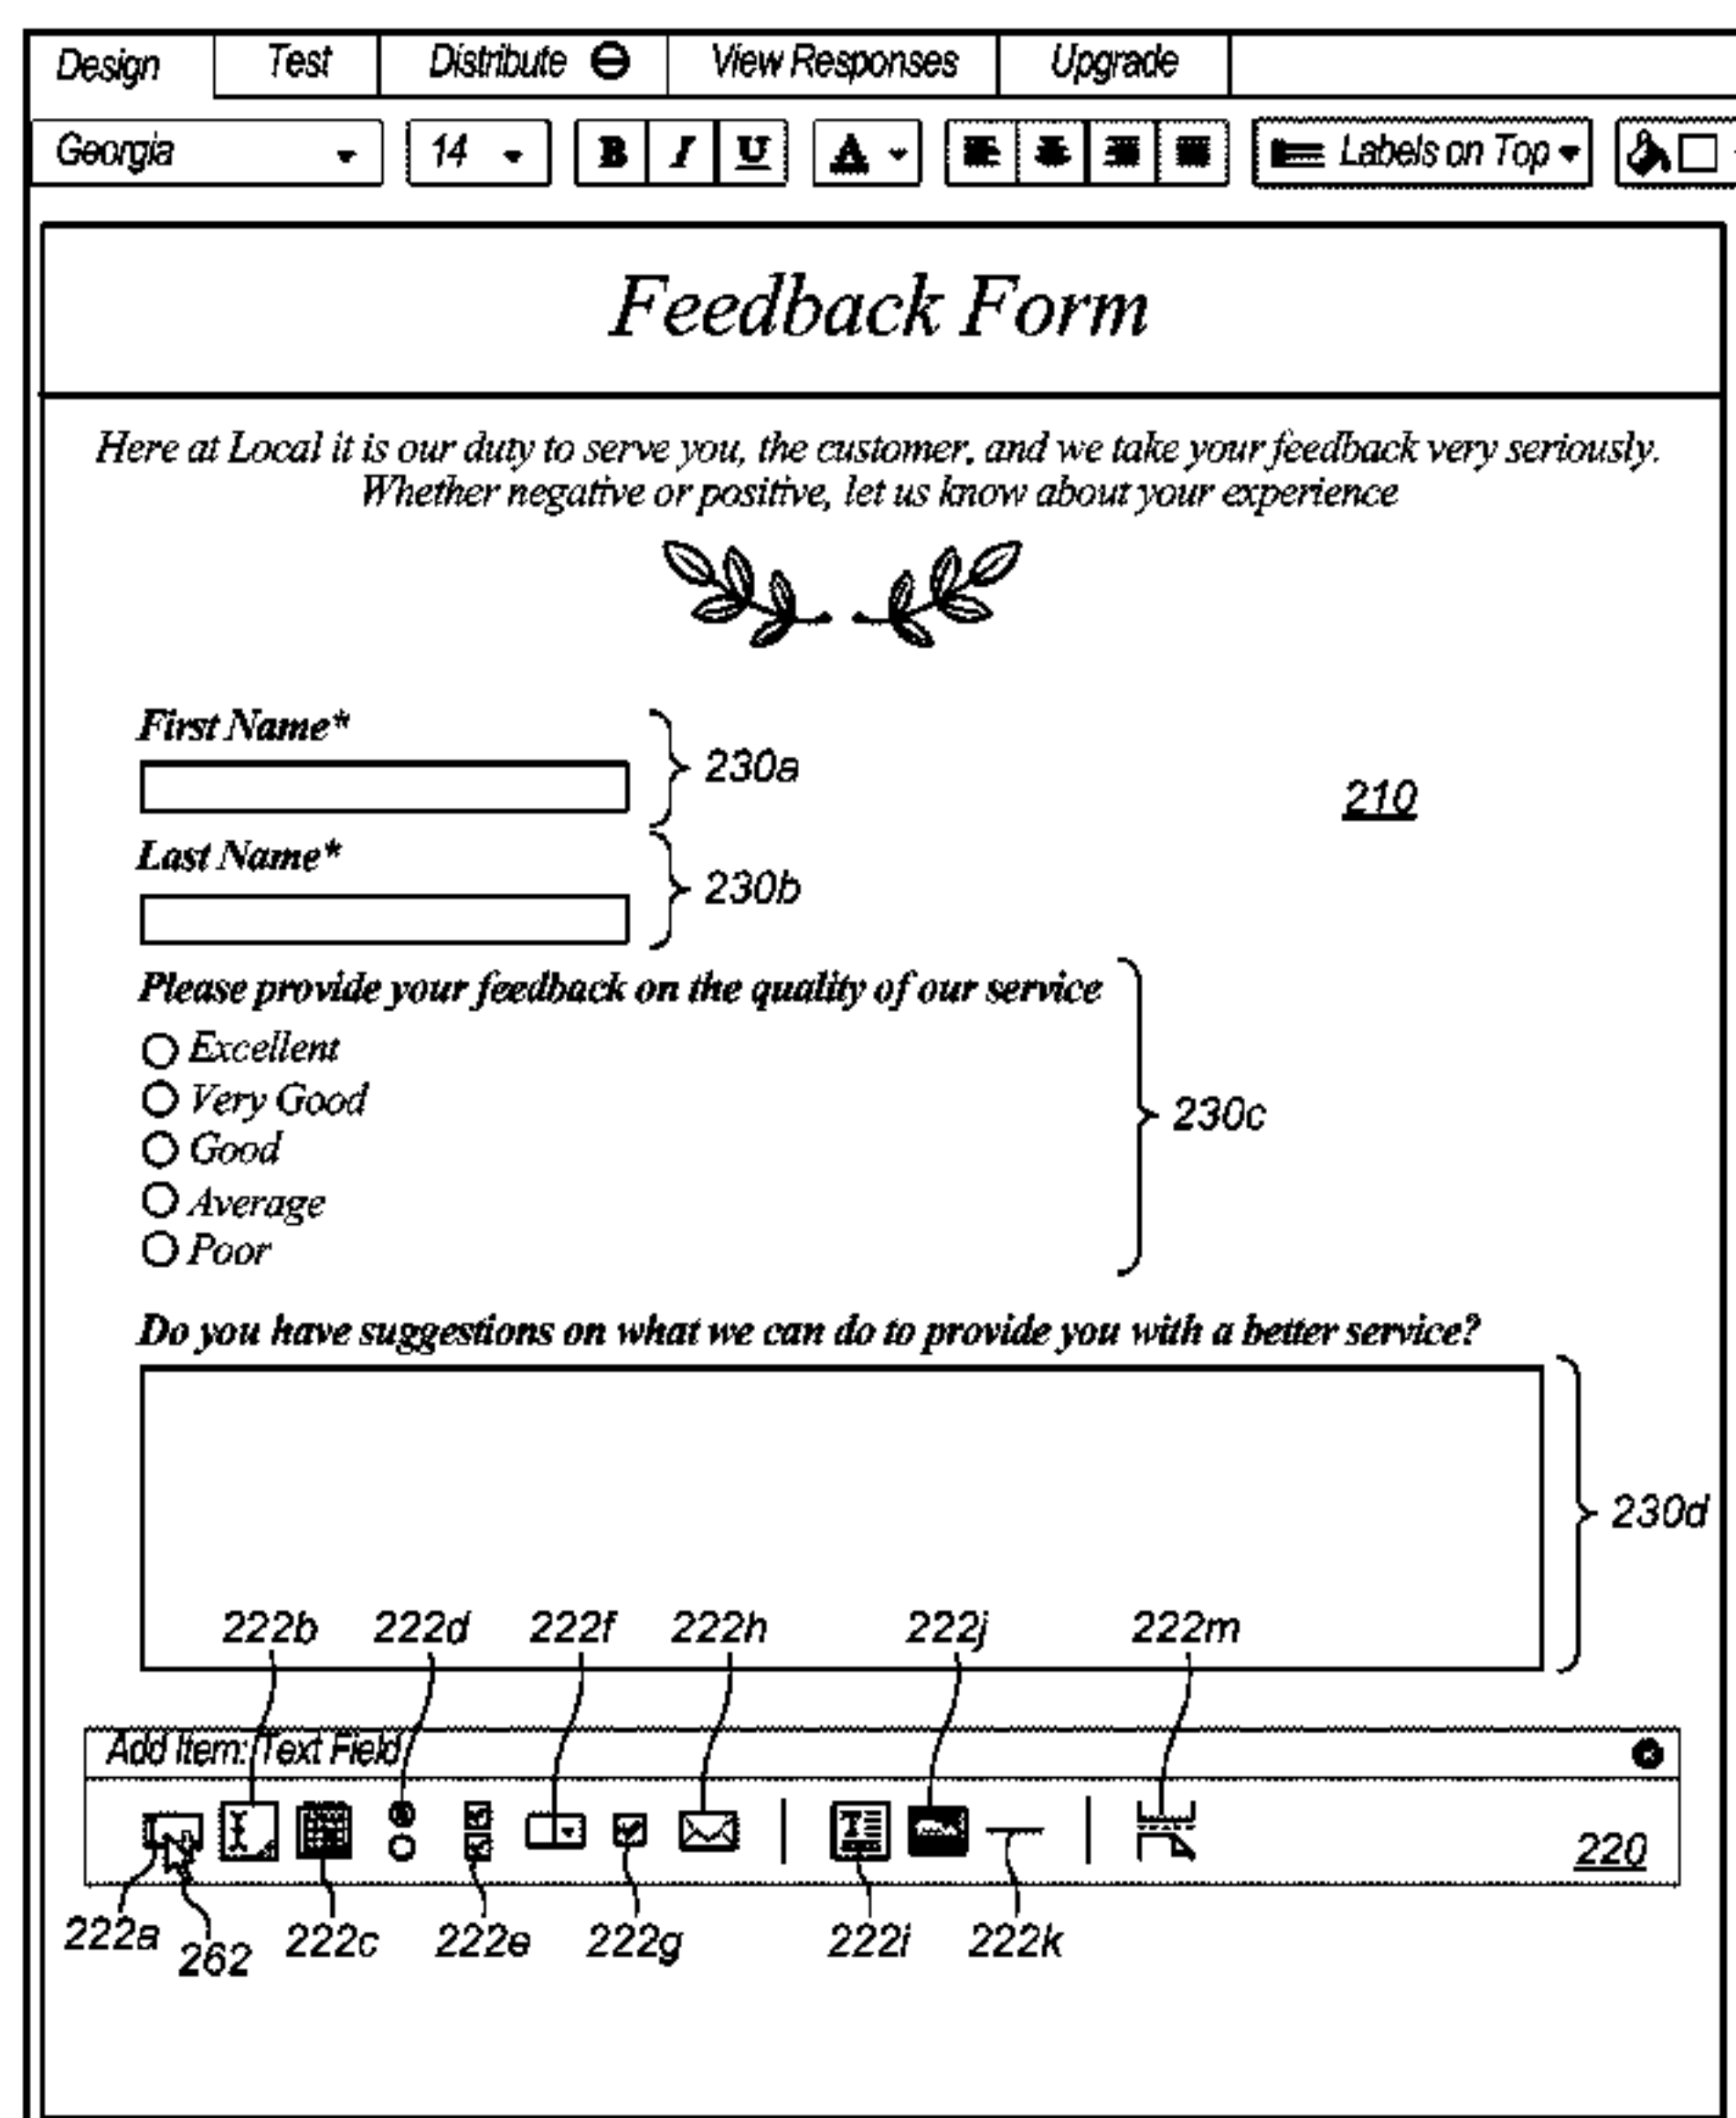 Design Test Distribute View Responses Upgrade
Georgia 14 B I U A Labels on Top
Feedback Form
Here at Local it is our duty to serve you, the customer, and we take your feedback very seriously.
Whether negative or positive, let us know about your experience
First Name*
230a
210
Last Name*
230b
Please provide your feedback on the quality of our service
Excellent
Very Good
Good
230c
Average
Poor
Do you have suggestions on what we can do to provide you with a better service?
230d
222b 222d 222f 222h 222j 222m
Add Item: Text Field
T
220
222a 262 222c 222e 222g 222i 222k